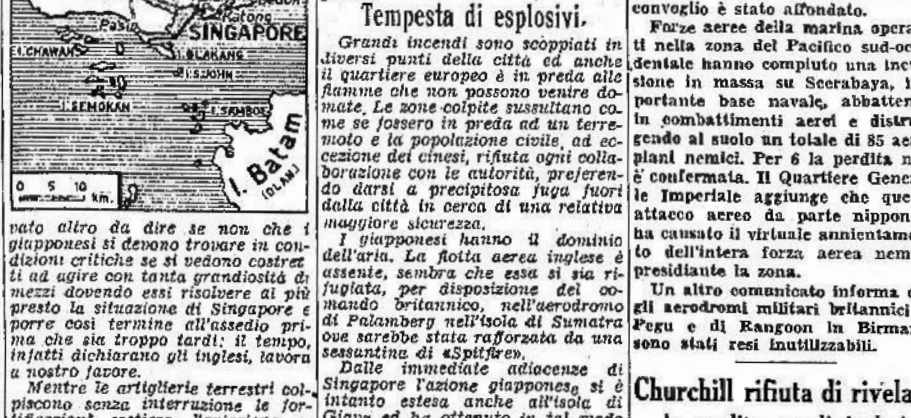 Katong
Pasir
SINGAPORE
I. CHAWAN
BLAKANG
I. S. JOHN
I. SEMOKAN
I. SAMBOE
I. Batam
(OLAN.)
0 5 10
km.
vato altro da dire se non che i
giapponesi si devono trovare in con-
dizioni critiche se si vedono costret
ti ad agire con tanta grandiosità di
mezzi dovendo essi risolvere al più
presto la situazione di Singapore e
porre così termine all'assedio pri-
ma che sia troppo tardi: il tempo,
infatti dichiarano gli inglesi, lavora
a nostro favore.
Mentre le artiglierie terrestri col-
piscono senza interruzione le for-
Tempesta di esplosivi.
Grandi incendi sono scoppiati in
diversi punti della città ed anche
il quartiere europeo è in preda alle
fiamme che non possono venire do-
mate. Le zone colpite sussultano co-
me se fossero in preda ad un terre-
moto e la popolazione civile, ad ec-
cezione dei cinesi, rifiuta ogni colla-
borazione con le autorità, preferen-
do darsi a precipitosa fuga fuori
dalla città in cerca di una relativa
maggiore sicurezza.
I giapponesi hanno il dominio
dell'aria. La flotta aerea inglese è
assente, sembra che essa si sia ri-
fugiata, per disposizione del co-
mando britannico, nell'aerodromo
di Palamberg nell'isola di Sumatra
ove sarebbe stata rafforzata da una
sessantina di «Spitfire».
Dalle immediate adiacenze di
Singapore l'azione giapponese si è
intanto estesa anche all'isola di
convoglio è stato affondato.
Forze aeree della marina opera
ti nella zona del Pacifico sud-oc
dentale hanno compiuto una incu
sione in massa su Soerabaya, i
portante base navale, abbatten
in combattimenti aerei e distru
gendo al suolo un totale di 85 ae
plani nemici. Per 6 la perdita n
è confermata. Il Quartiere Gene
le Imperiale aggiunge che que
attacco aereo da parte nippon
ha causato il virtuale annientame
to dell'intera forza aerea nem
presidiante la zona.
Un altro comunicato informa
gli aerodromi militari britannici
Pegu e di Rangoon in Birma
sono stati resi inutilizzabili.
Churchill rifiuta di rivela